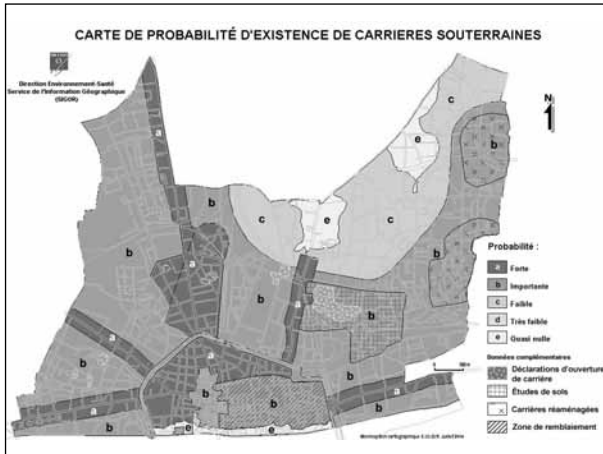 CARTE DE PROBABILITÉ D'EXISTENCE DE CARRIERES SOUTERRAINES
Direction Environnement-Santé
Service de l'Information Géographique
(SIGOR)
N
c
e
b
a
b
c
e
c
b
b
a
b
a
b
a
b
a
b
a
b
b
b
a
a
b
b
e
e
Probabilité :
a Forte
b Importante
c Faible
d Très faible
e Quasi nulle
Données complémentaires
Déclarations d'ouverture
de carrière
Études de sols
Carrières réaménagées
Zone de remblaiement